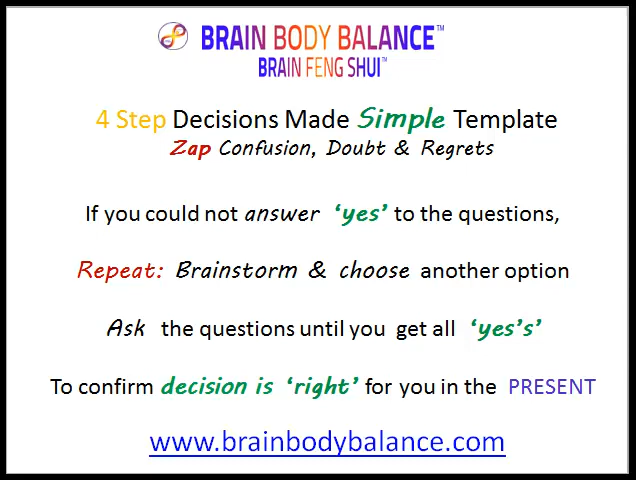 BRAIN BODY BALANCE™
BRAIN FENG SHUI™
4 Step Decisions Made Simple Template
Zap Confusion, Doubt & Regrets
If you could not answer ‘yes’ to the questions,
Repeat: Brainstorm & choose another option
Ask the questions until you get all ‘yes’s’
To confirm decision is ‘right’ for you in the PRESENT
www.brainbodybalance.com